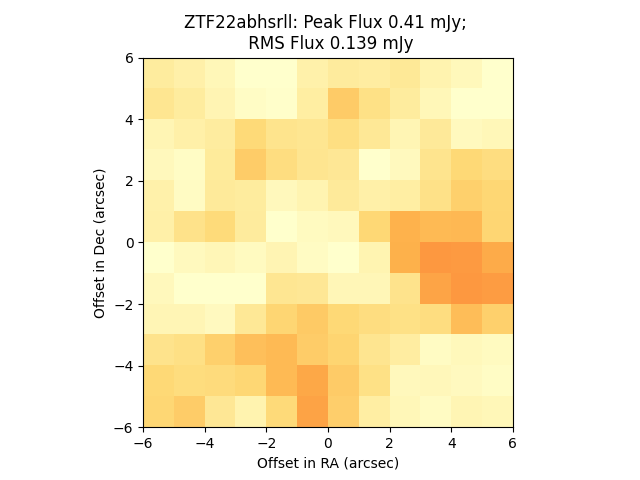 ZTF22abhsrll: Peak Flux 0.41 mJy;
RMS Flux 0.139 mJy
6
4
2
0
−2
−4
−6
Offset in Dec (arcsec)
−6 −4 −2 0 2 4 6
Offset in RA (arcsec)